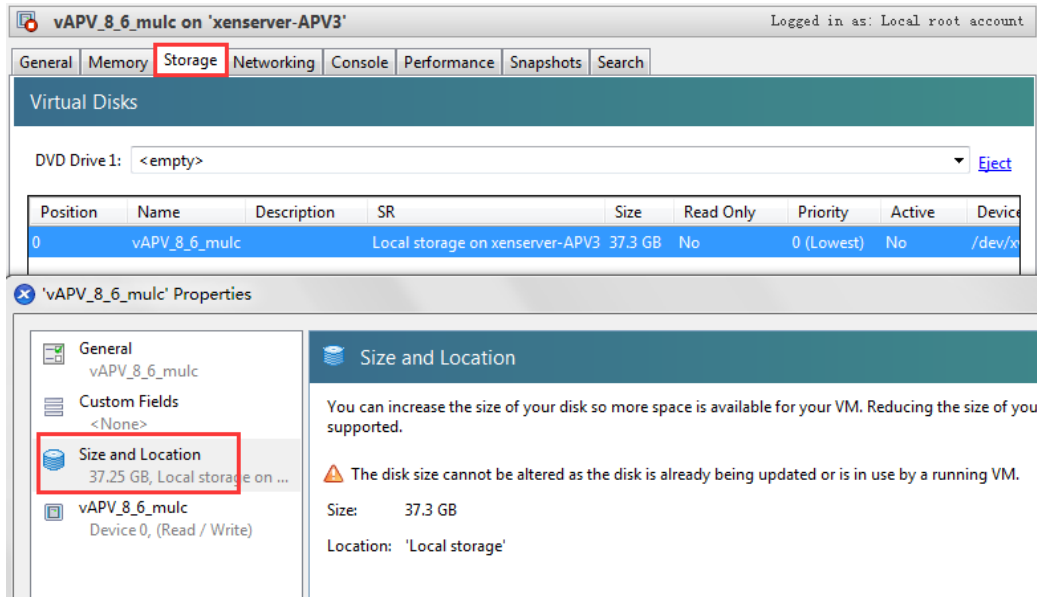 vAPV_8_6_mulc on 'xenserver-APV3' Logged in as: Local root account
General Memory Storage Networking Console Performance Snapshots Search
Virtual Disks
DVD Drive 1: <empty> Eject
Position Name Description SR Size Read Only Priority Active Device
0 vAPV_8_6_mulc Local storage on xenserver-APV3 37.3 GB No 0 (Lowest) No /dev/x
'vAPV_8_6_mulc' Properties
General
vAPV_8_6_mulc
Custom Fields
<None>
Size and Location
37.25 GB, Local storage on ...
vAPV_8_6_mulc
Device 0, (Read / Write)
Size and Location
You can increase the size of your disk so more space is available for your VM. Reducing the size of you
supported.
The disk size cannot be altered as the disk is already being updated or is in use by a running VM.
Size: 37.3 GB
Location: 'Local storage'